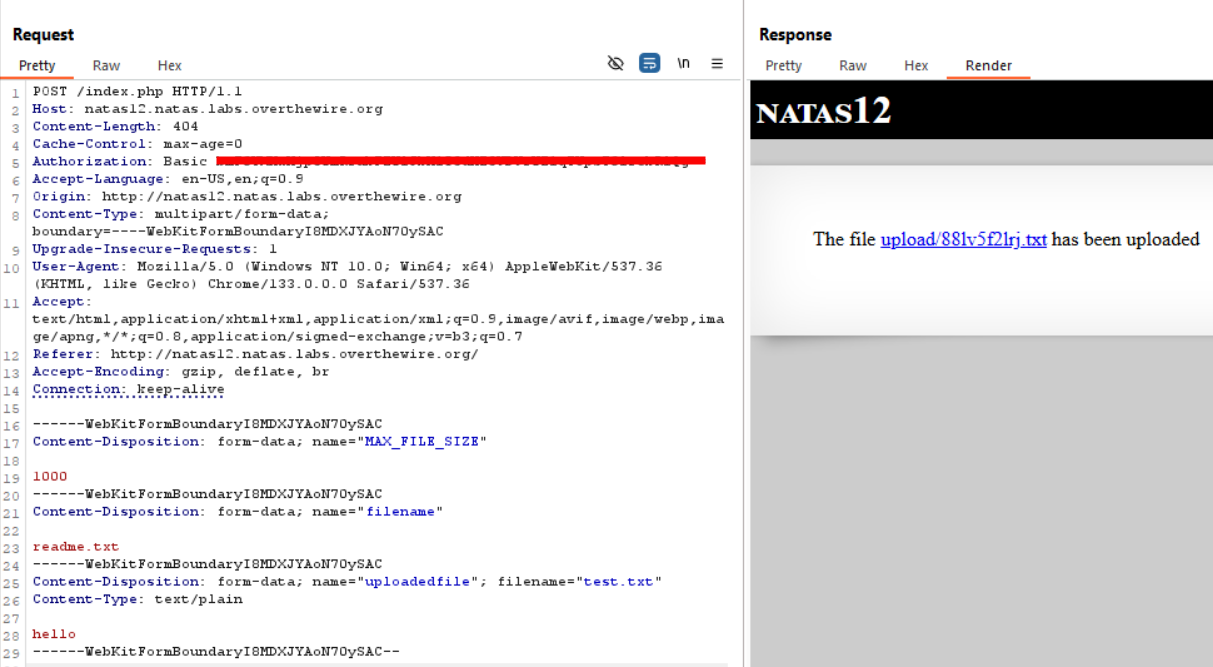 Request
Pretty Raw Hex
\n
1 POST /index.php HTTP/1.1
2 Host: natas12.natas.labs.overthewire.org
3 Content-Length: 404
4 Cache-Control: max-age=0
5 Authorization: Basic
6 Accept-Language: en-US,en;q=0.9
7 Origin: http://natas12.natas.labs.overthewire.org
8 Content-Type: multipart/form-data;
boundary=----WebKitFormBoundaryI8MDXJYAoN7OySAC
9 Upgrade-Insecure-Requests: 1
10 User-Agent: Mozilla/5.0 (Windows NT 10.0; Win64; x64) AppleWebKit/537.36
(KHTML, like Gecko) Chrome/133.0.0.0 Safari/537.36
11 Accept:
text/html,application/xhtml+xml,application/xml;q=0.9,image/avif,image/webp,ima
ge/apng,*/*;q=0.8,application/signed-exchange;v=b3;q=0.7
12 Referer: http://natas12.natas.labs.overthewire.org/
13 Accept-Encoding: gzip, deflate, br
14 Connection: keep-alive
15
16 ------WebKitFormBoundaryI8MDXJYAoN7OySAC
17 Content-Disposition: form-data; name="MAX_FILE_SIZE"
18
19 1000
20 ------WebKitFormBoundaryI8MDXJYAoN7OySAC
21 Content-Disposition: form-data; name="filename"
22
23 readme.txt
24 ------WebKitFormBoundaryI8MDXJYAoN7OySAC
25 Content-Disposition: form-data; name="uploadedfile"; filename="test.txt"
26 Content-Type: text/plain
27
28 hello
29 ------WebKitFormBoundaryI8MDXJYAoN7OySAC--
Response
Pretty Raw Hex Render
NATAS12
The file upload/88lv5f2lrj.txt has been uploaded